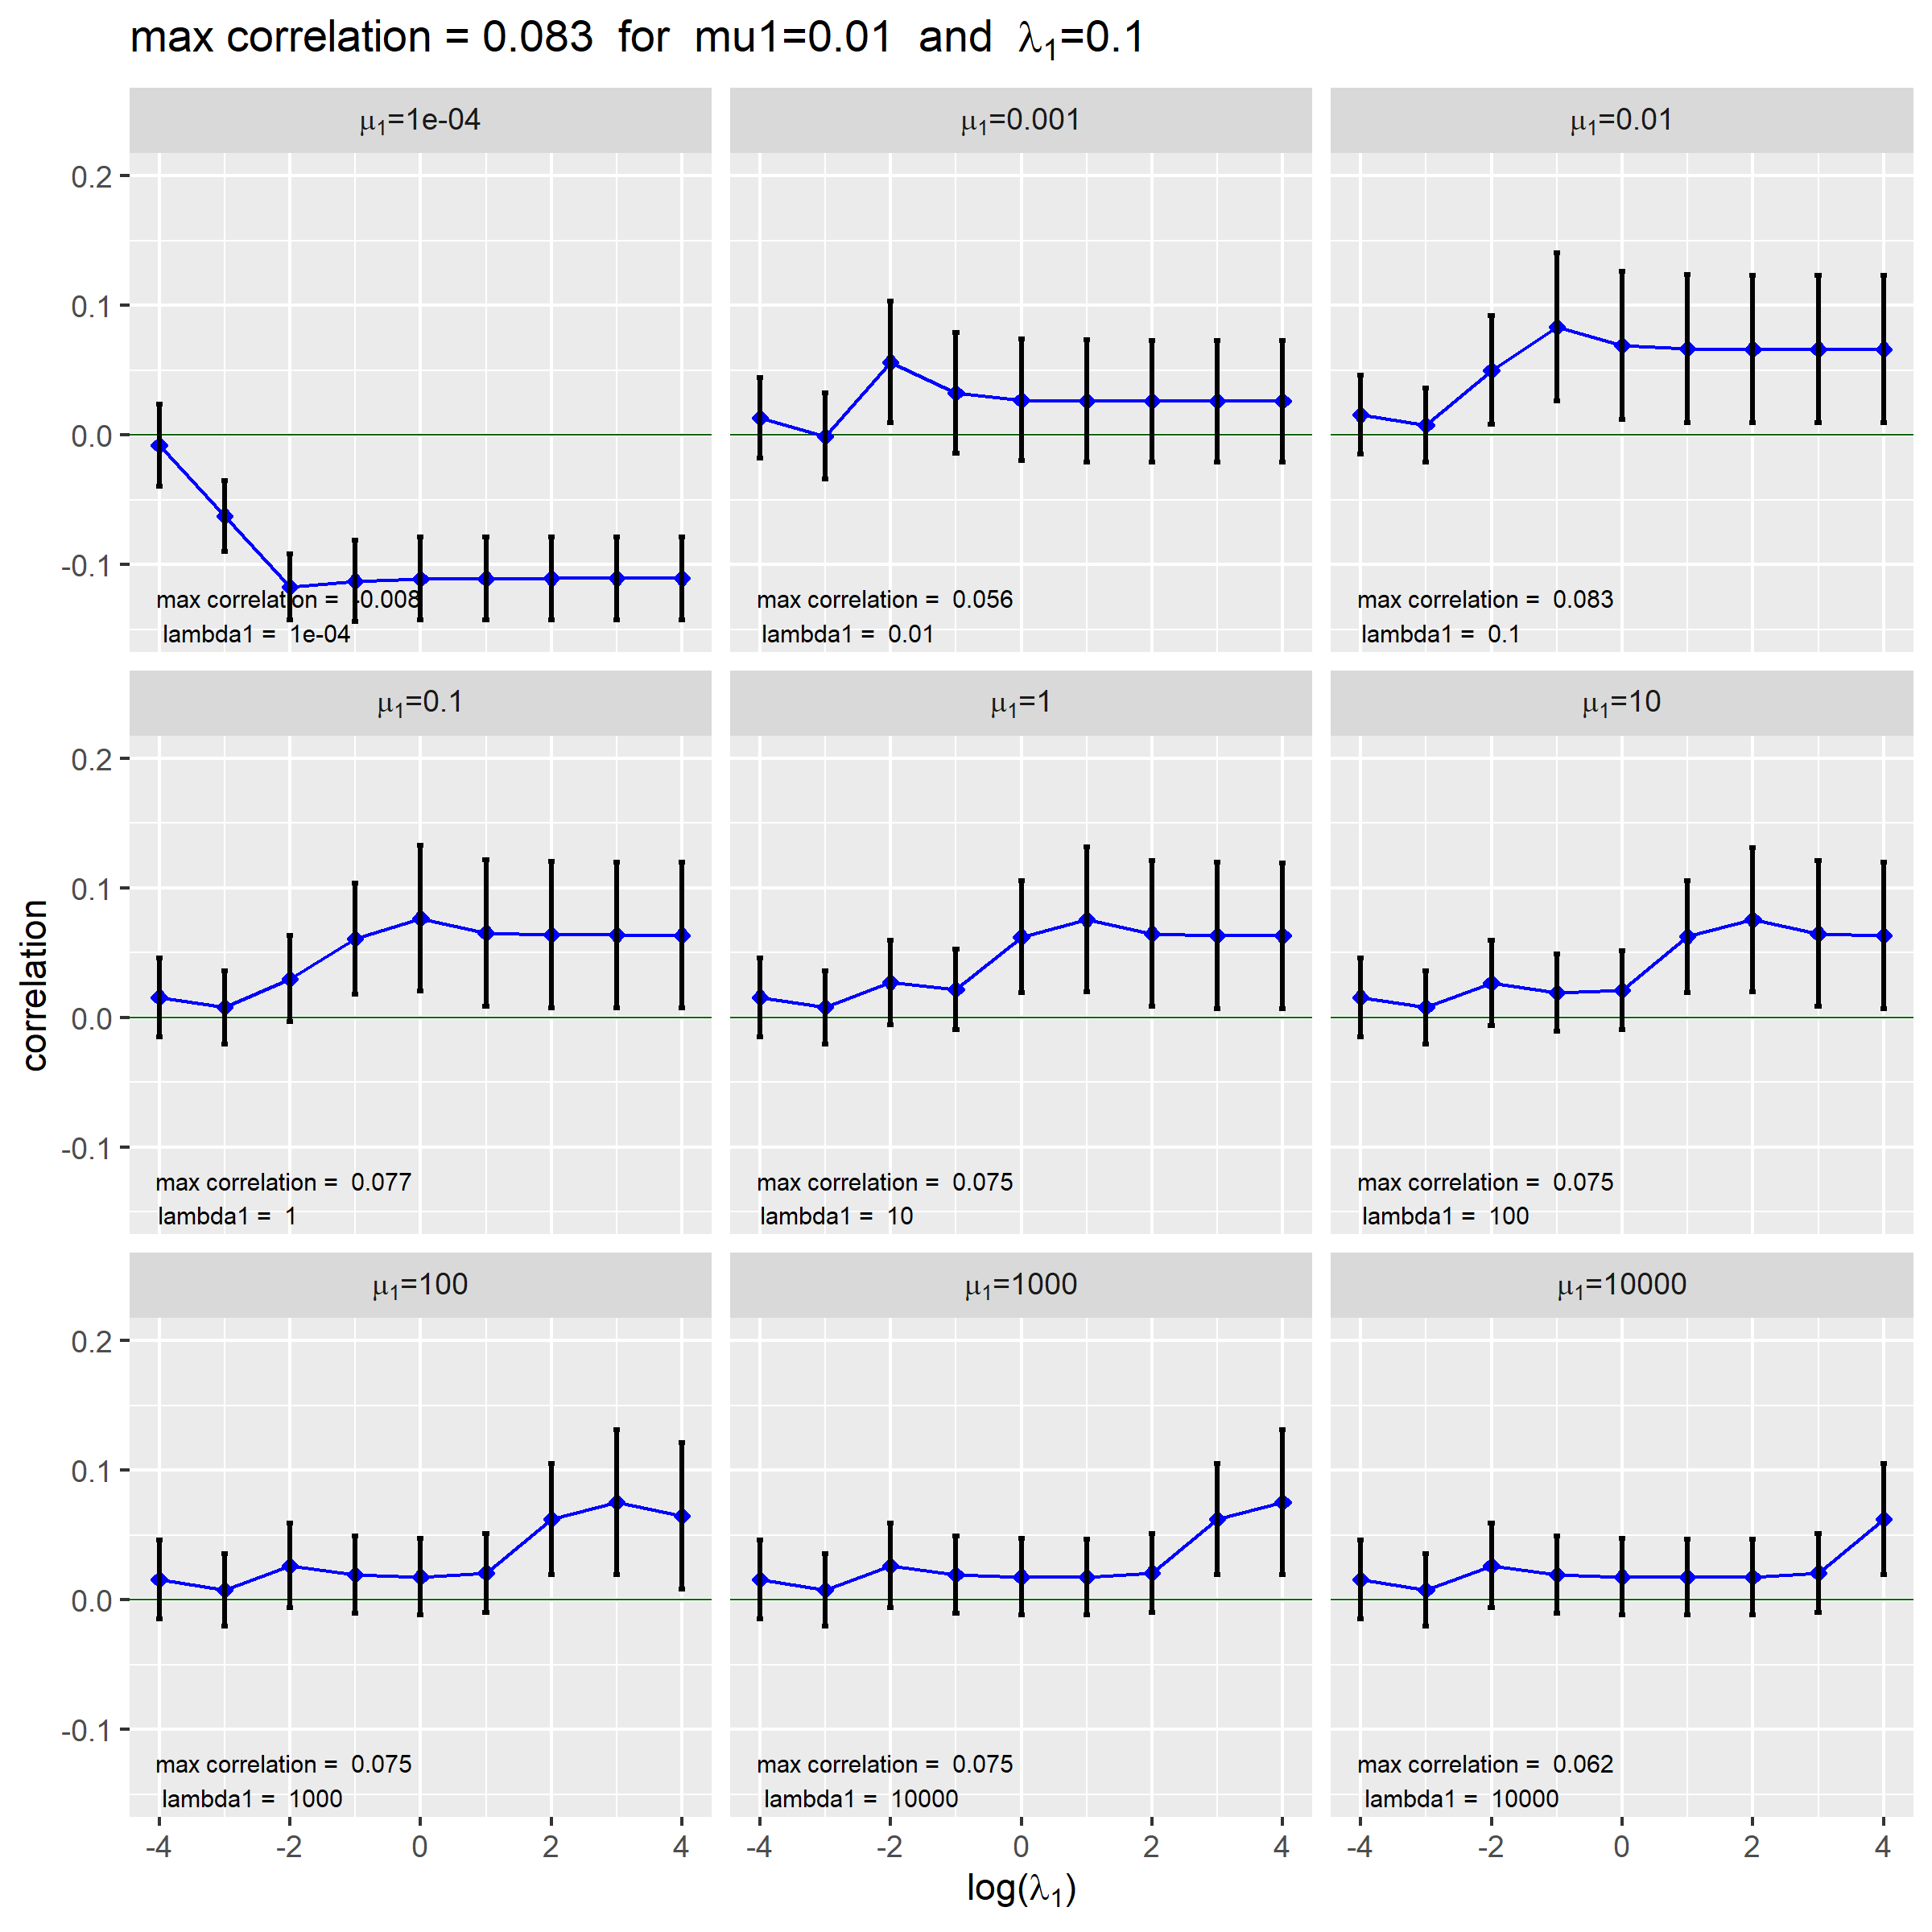 max correlation = 0.083 for mu1=0.01 and λ₁=0.1
μ₁=1e-04
μ₁=0.001
μ₁=0.01
0.2
0.1
0.0
-0.1
max correlation = -0.008
lambda1 = 1e-04
max correlation = 0.056
lambda1 = 0.01
max correlation = 0.083
lambda1 = 0.1
μ₁=0.1
μ₁=1
μ₁=10
0.2
0.1
0.0
-0.1
max correlation = 0.077
lambda1 = 1
max correlation = 0.075
lambda1 = 10
max correlation = 0.075
lambda1 = 100
correlation
μ₁=100
μ₁=1000
μ₁=10000
0.2
0.1
0.0
-0.1
max correlation = 0.075
lambda1 = 1000
max correlation = 0.075
lambda1 = 10000
max correlation = 0.062
lambda1 = 10000
-4 -2 0 2 4
-4 -2 0 2 4
-4 -2 0 2 4
log(λ₁)